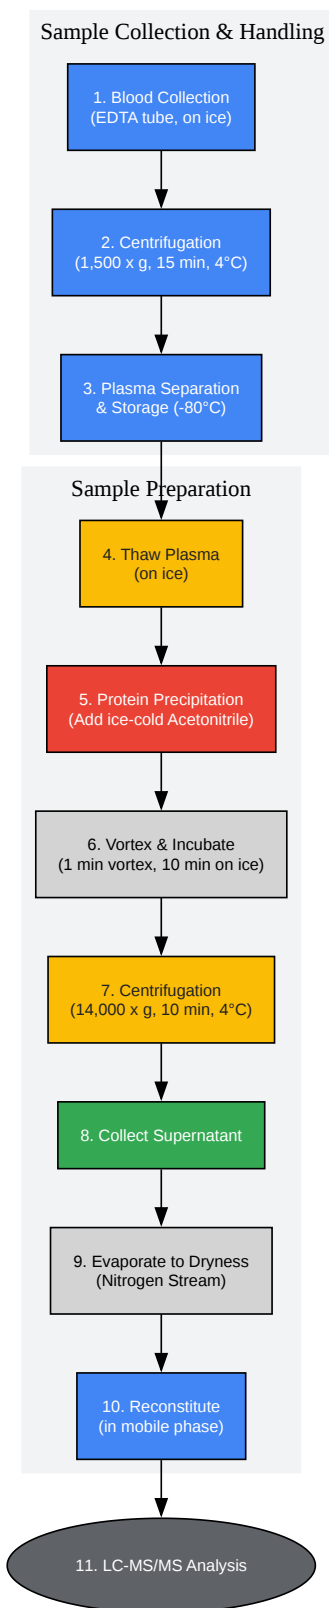 Sample Collection & Handling
1. Blood Collection
(EDTA tube, on ice)
2. Centrifugation
(1,500 x g, 15 min, 4°C)
3. Plasma Separation
& Storage (-80°C)
Sample Preparation
4. Thaw Plasma
(on ice)
5. Protein Precipitation
(Add ice-cold Acetonitrile)
6. Vortex & Incubate
(1 min vortex, 10 min on ice)
7. Centrifugation
(14,000 x g, 10 min, 4°C)
8. Collect Supernatant
9. Evaporate to Dryness
(Nitrogen Stream)
10. Reconstitute
(in mobile phase)
11. LC-MS/MS Analysis